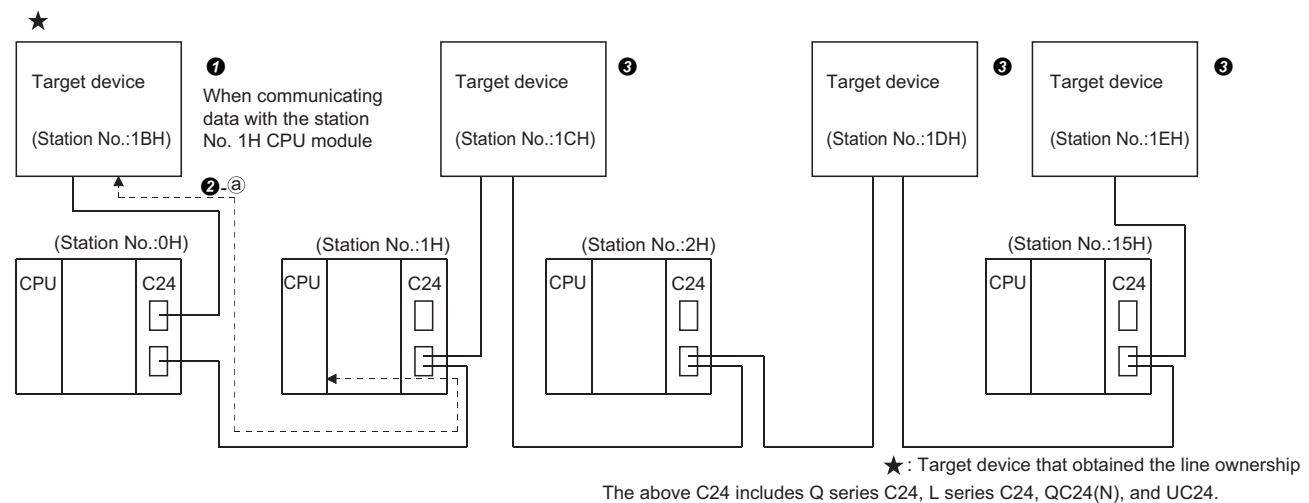 ★
Target device
(Station No.:1BH)
❶
When communicating
data with the station
No. 1H CPU module
❷-ⓐ
Target device
(Station No.:1CH)
❸
Target device
(Station No.:1DH)
❸
Target device
(Station No.:1EH)
❸
(Station No.:0H)
CPU
C24
(Station No.:1H)
CPU
C24
(Station No.:2H)
CPU
C24
(Station No.:15H)
CPU
C24
★ : Target device that obtained the line ownership
The above C24 includes Q series C24, L series C24, QC24(N), and UC24.